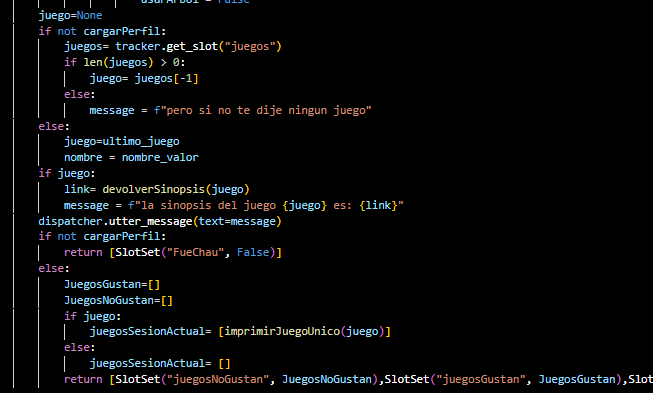 usarArbol = False
juego=None
if not cargarPerfil:
juegos= tracker.get_slot("juegos")
if len(juegos) > 0:
juego= juegos[-1]
else:
message = f"pero si no te dije ningun juego"
else:
juego=ultimo_juego
nombre = nombre_valor
if juego:
link= devolverSinopsis(juego)
message = f"la sinopsis del juego {juego} es: {link}"
dispatcher.utter_message(text=message)
if not cargarPerfil:
return [SlotSet("FueChau", False)]
else:
JuegosGustan=[]
JuegosNoGustan=[]
if juego:
juegosSesionActual= [imprimirJuegoUnico(juego)]
else:
juegosSesionActual= []
return [SlotSet("juegosNoGustan", JuegosNoGustan),SlotSet("juegosGustan", JuegosGustan),Slot